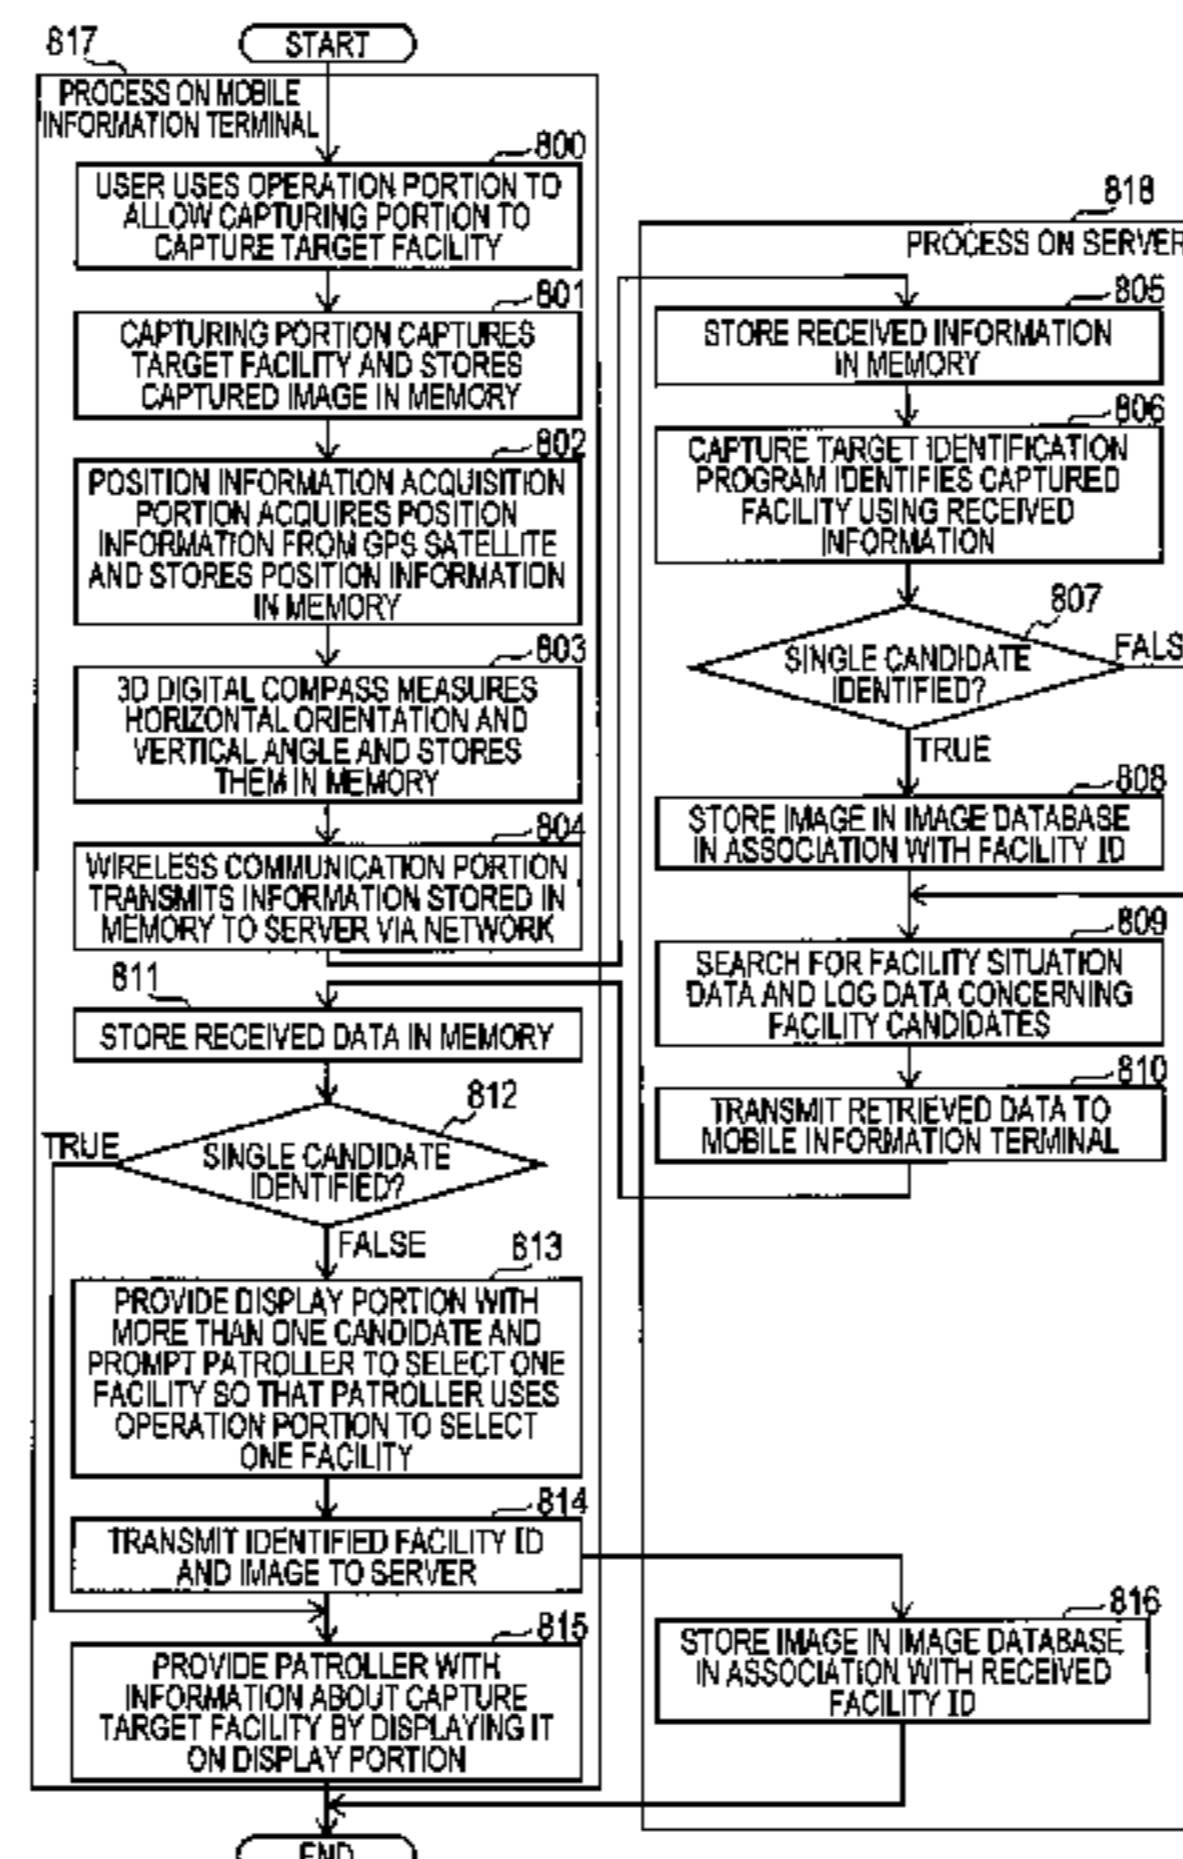 START
817
PROCESS ON MOBILE
INFORMATION TERMINAL
800
USER USES OPERATION PORTION TO
ALLOW CAPTURING PORTION TO
CAPTURE TARGET FACILITY
801
CAPTURING PORTION CAPTURES
TARGET FACILITY AND STORES
CAPTURED IMAGE IN MEMORY
802
POSITION INFORMATION ACQUISITION
PORTION ACQUIRES POSITION
INFORMATION FROM GPS SATELLITE
AND STORES POSITION INFORMATION
IN MEMORY
803
3D DIGITAL COMPASS MEASURES
HORIZONTAL ORIENTATION AND
VERTICAL ANGLE AND STORES
THEM IN MEMORY
804
WIRELESS COMMUNICATION PORTION
TRANSMITS INFORMATION STORED IN
MEMORY TO SERVER VIA NETWORK
818
PROCESS ON SERVER
805
STORE RECEIVED INFORMATION
IN MEMORY
806
CAPTURE TARGET IDENTIFICATION
PROGRAM IDENTIFIES CAPTURED
FACILITY USING RECEIVED
INFORMATION
807
SINGLE CANDIDATE
IDENTIFIED?
FALS
TRUE
808
STORE IMAGE IN IMAGE DATABASE
IN ASSOCIATION WITH FACILITY ID
809
SEARCH FOR FACILITY SITUATION
DATA AND LOG DATA CONCERNING
FACILITY CANDIDATES
810
TRANSMIT RETRIEVED DATA TO
MOBILE INFORMATION TERMINAL
811
STORE RECEIVED DATA IN MEMORY
812
SINGLE CANDIDATE
IDENTIFIED?
TRUE
FALSE
813
PROVIDE DISPLAY PORTION WITH
MORE THAN ONE CANDIDATE AND
PROMPT PATROLLER TO SELECT ONE
FACILITY SO THAT PATROLLER USES
OPERATION PORTION TO SELECT
ONE FACILITY
814
TRANSMIT IDENTIFIED FACILITY ID
AND IMAGE TO SERVER
815
PROVIDE PATROLLER WITH
INFORMATION ABOUT CAPTURE
TARGET FACILITY BY DISPLAYING IT
ON DISPLAY PORTION
816
STORE IMAGE IN IMAGE DATABASE
IN ASSOCIATION WITH RECEIVED
FACILITY ID
END